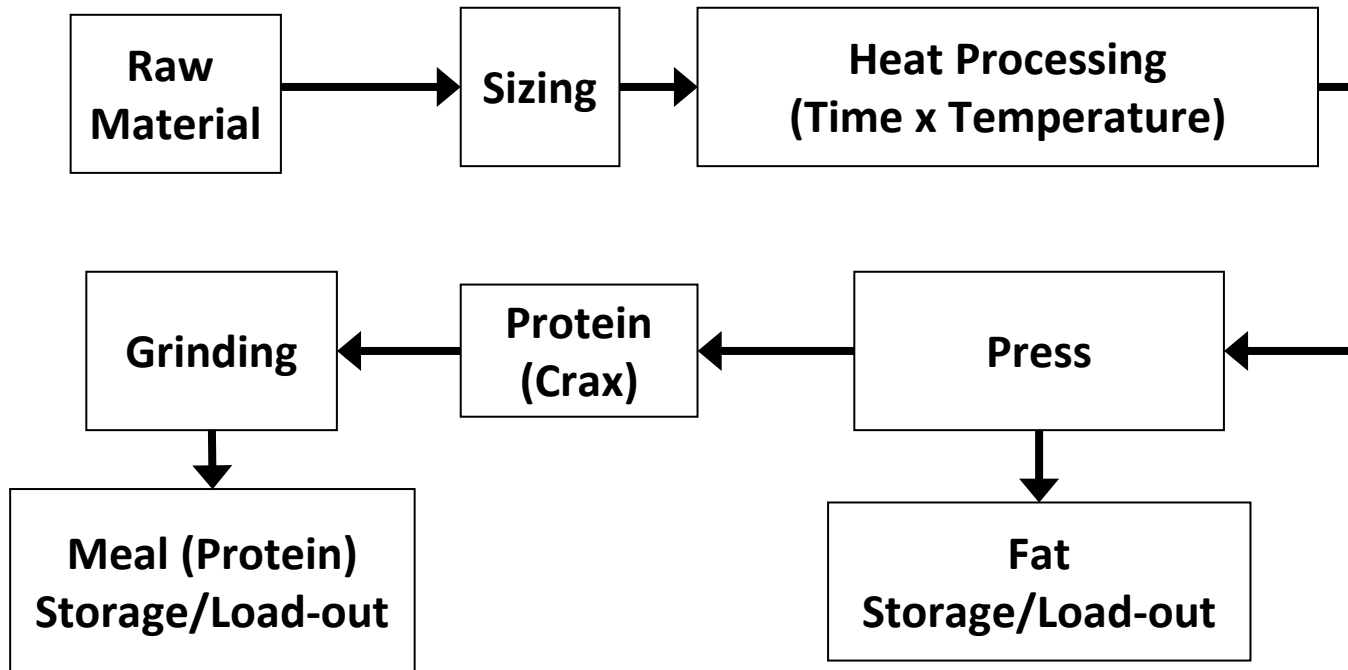 Raw
Material
Sizing
Heat Processing
(Time x Temperature)
Grinding
Protein
(Crax)
Press
Meal (Protein)
Storage/Load-out
Fat
Storage/Load-out